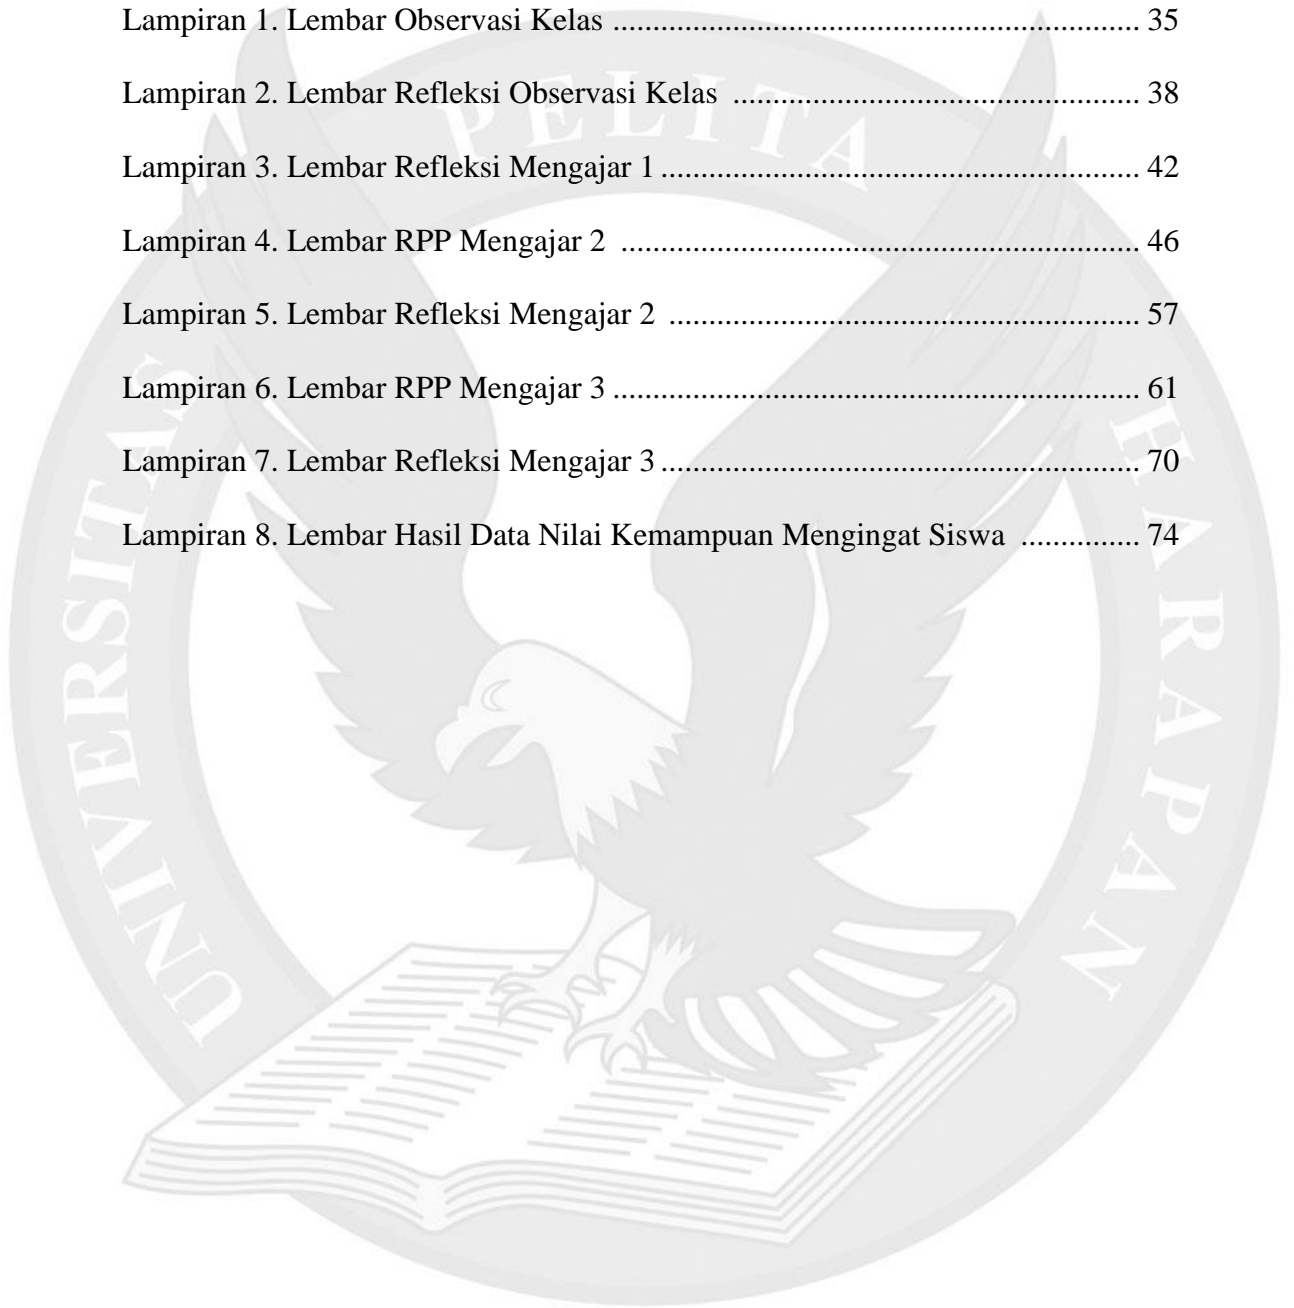 Lampiran 1. Lembar Observasi Kelas .................................................................. 35
Lampiran 2. Lembar Refleksi Observasi Kelas ................................................... 38
Lampiran 3. Lembar Refleksi Mengajar 1 ............................................................ 42
Lampiran 4. Lembar RPP Mengajar 2 ................................................................. 46
Lampiran 5. Lembar Refleksi Mengajar 2 ........................................................... 57
Lampiran 6. Lembar RPP Mengajar 3 .................................................................. 61
Lampiran 7. Lembar Refleksi Mengajar 3 ............................................................ 70
Lampiran 8. Lembar Hasil Data Nilai Kemampuan Mengingat Siswa ............... 74
UNIVERSITAS PELITA HARAPAN